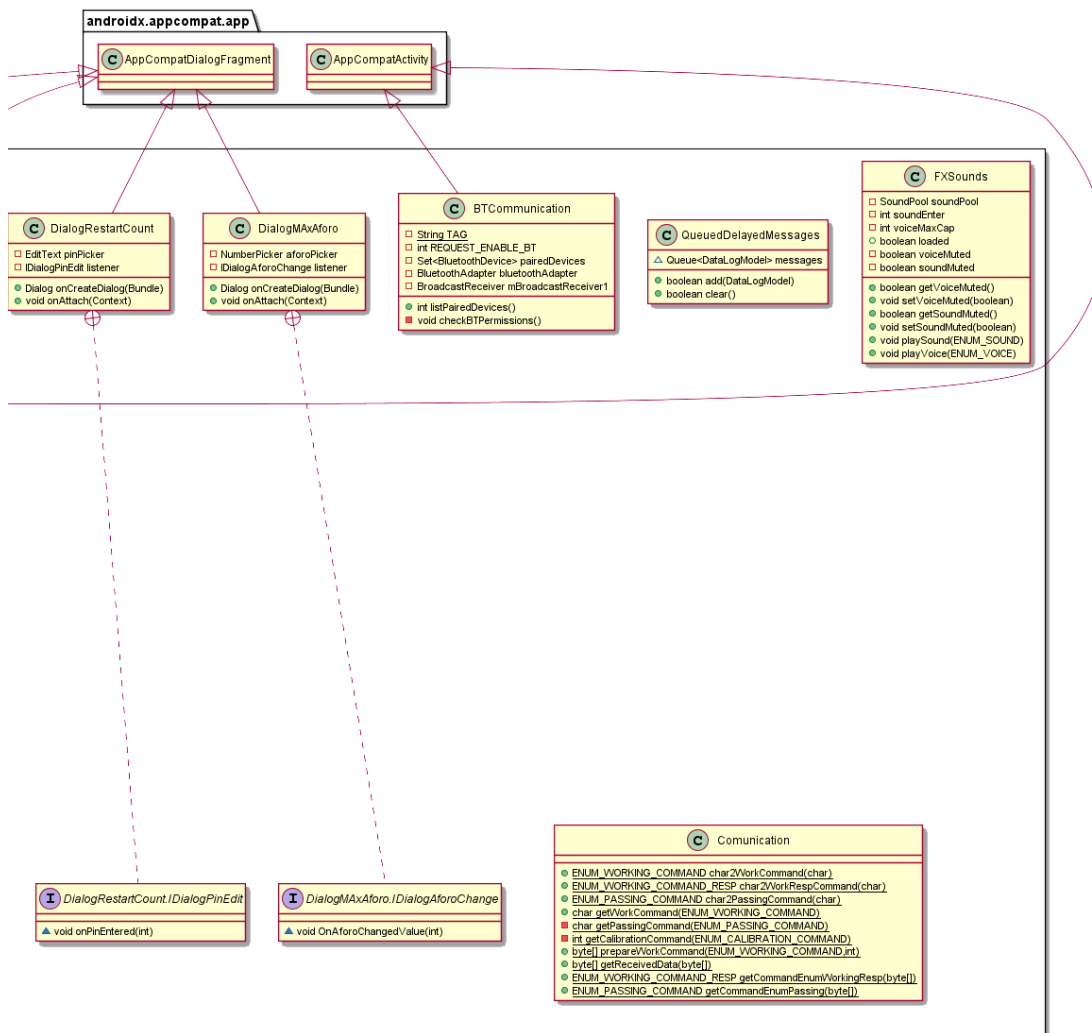 androidx.appcompat.app
C AppCompatDialogFragment
C AppCompatActivity
C DialogRestartCount
EditText pinPicker
IDialogPinEdit listener
Dialog onCreateDialog(Bundle)
void onAttach(Context)
C DialogMAxAforo
NumberPicker aforoPicker
IDialogAforoChange listener
Dialog onCreateDialog(Bundle)
void onAttach(Context)
C BTCommunication
String TAG
int REQUEST_ENABLE_BT
Set<BluetoothDevice> pairedDevices
BluetoothAdapter bluetoothAdapter
BroadcastReceiver mBroadcastReceiver1
int listPairedDevices()
void checkBTPermissions()
C QueuedDelayedMessages
Queue<DataLogModel> messages
boolean add(DataLogModel)
boolean clear()
C FXSounds
SoundPool soundPool
int soundEnter
int voiceMaxCap
boolean loaded
boolean voiceMuted
boolean soundMuted
boolean getVoiceMuted()
void setVoiceMuted(boolean)
boolean getSoundMuted()
void setSoundMuted(boolean)
void playSound(ENUM_SOUND)
void playVoice(ENUM_VOICE)
I DialogRestartCount.IDialogPinEdit
void onPinEntered(int)
I DialogMAxAforo.IDialogAforoChange
void OnAforoChangedValue(int)
C Comunication
ENUM_WORKING_COMMAND char2WorkCommand(char)
ENUM_WORKING_COMMAND_RESP char2WorkRespCommand(char)
ENUM_PASSING_COMMAND char2PassingCommand(char)
char getWorkCommand(ENUM_WORKING_COMMAND)
char getPassingCommand(ENUM_PASSING_COMMAND)
int getCalibrationCommand(ENUM_CALIBRATION_COMMAND)
byte[] prepareWorkCommand(ENUM_WORKING_COMMAND,int)
byte[] getReceivedData(byte[])
ENUM_WORKING_COMMAND_RESP getCommandEnumWorkingResp(byte[])
ENUM_PASSING_COMMAND getCommandEnumPassing(byte[])